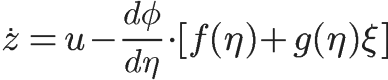 ż = u − dφ/dη · [f(η) + g(η)ξ]